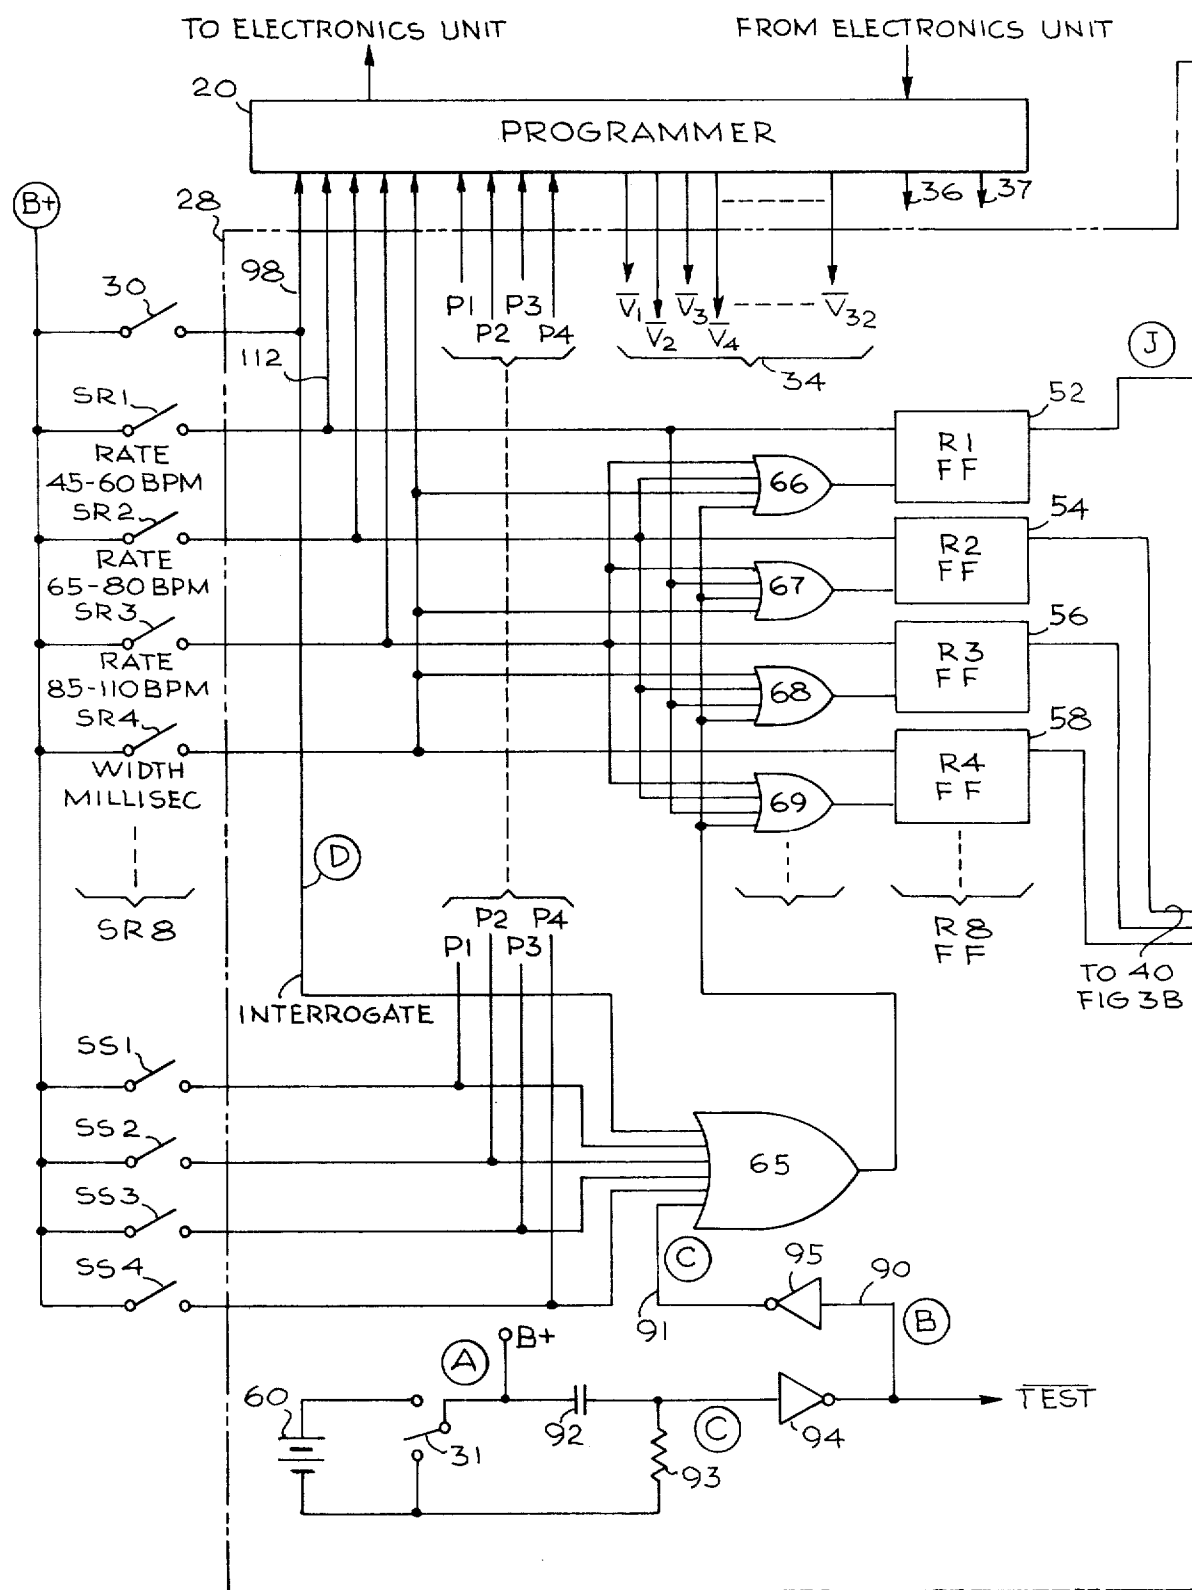 TO ELECTRONICS UNIT
FROM ELECTRONICS UNIT
20
PROGRAMMER
B+
28
36
37
98
30
P1
P2
P3
P4
V̅1
V̅2
V̅3
V̅4
V̅32
34
112
J
SR1
52
RATE
45-60 BPM
R1
FF
66
SR2
54
RATE
65-80 BPM
R2
FF
67
SR3
56
RATE
85-110 BPM
R3
FF
68
SR4
58
WIDTH
MILLISEC
R4
FF
69
D
SR8
P1
P2
P3
P4
R8
FF
TO 40
FIG 3B
INTERROGATE
SS1
SS2
65
SS3
SS4
C
95
90
91
B
B+
A
60
92
31
C
93
94
T̅E̅S̅T̅